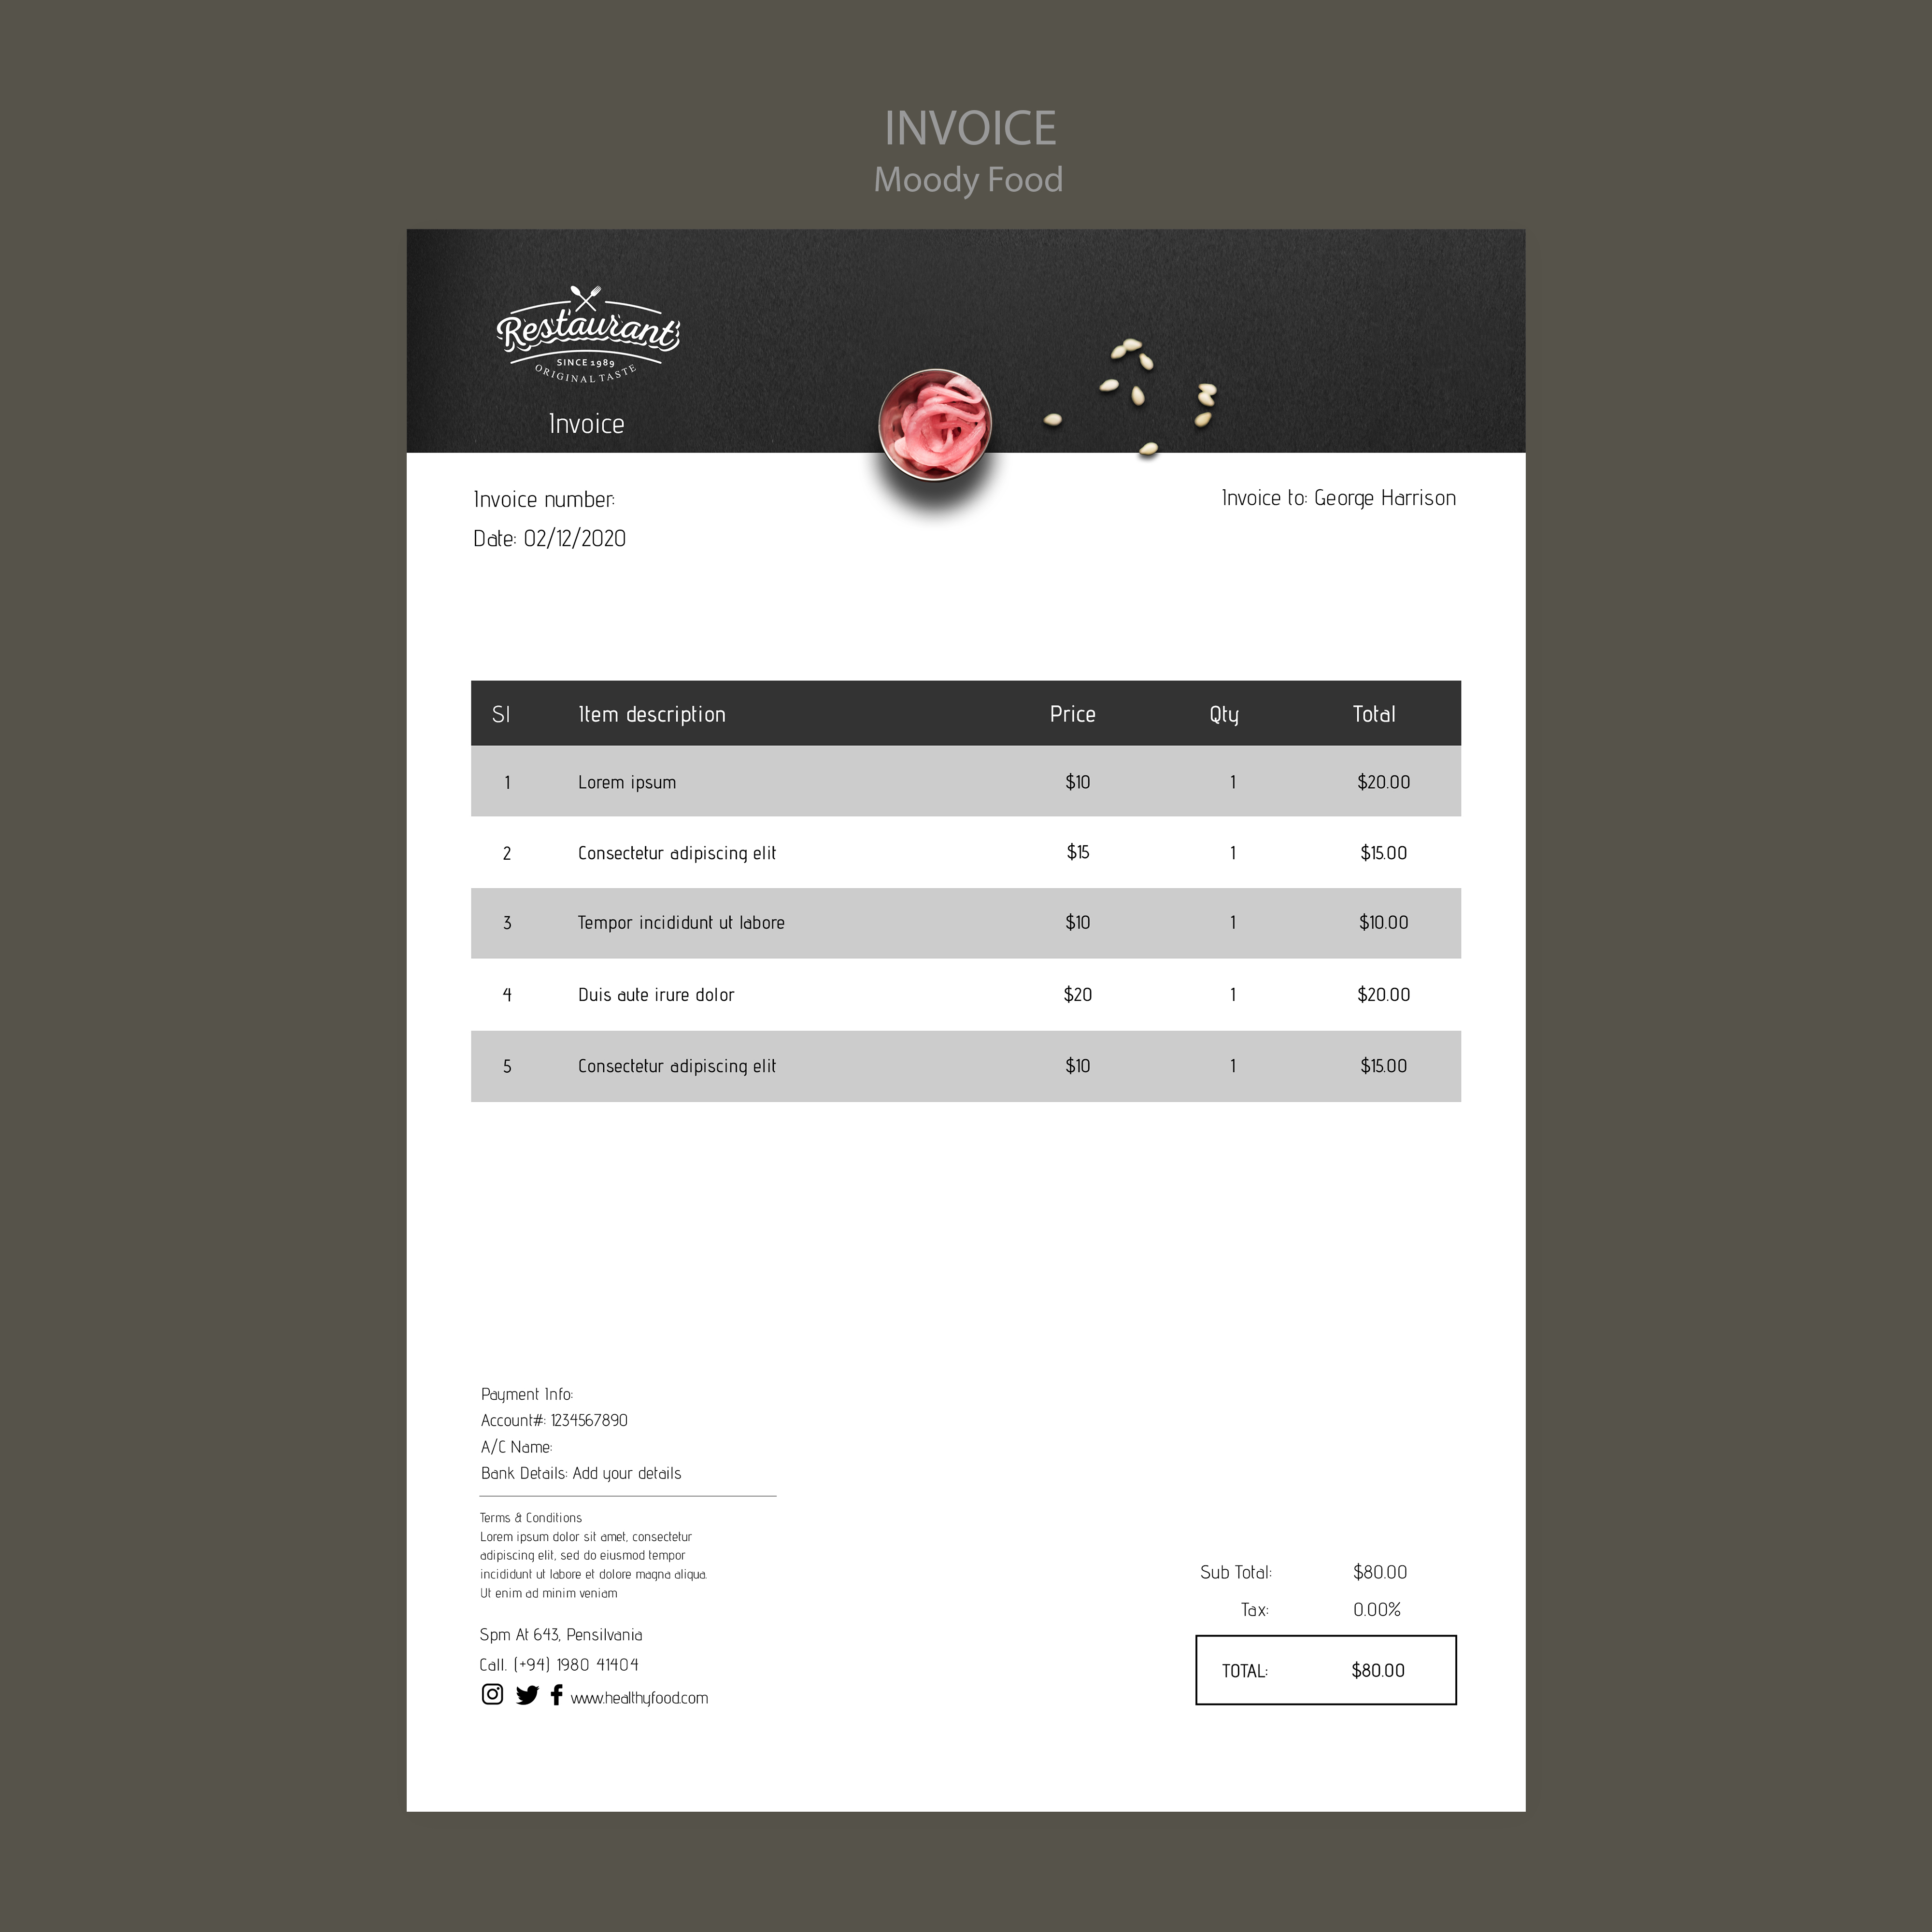 INVOICE
Moody Food
Restaurant
SINCE 1989
ORIGINAL TASTE
Invoice
Invoice number:
Date: 02/12/2020
Invoice to: George Harrison
Sl Item description Price Qty Total
1 Lorem ipsum $10 1 $20.00
2 Consectetur adipiscing elit $15 1 $15.00
3 Tempor incididunt ut labore $10 1 $10.00
4 Duis aute irure dolor $20 1 $20.00
5 Consectetur adipiscing elit $10 1 $15.00
Payment Info:
Account#: 1234567890
A/C Name:
Bank Details: Add your details
Terms & Conditions
Lorem ipsum dolor sit amet, consectetur
adipiscing elit, sed do eiusmod tempor
incididunt ut labore et dolore magna aliqua.
Ut enim ad minim veniam
Spm At 643, Pensilvania
Call. (+94) 1980 41404
www.healthyfood.com
Sub Total: $80.00
Tax: 0.00%
TOTAL: $80.00